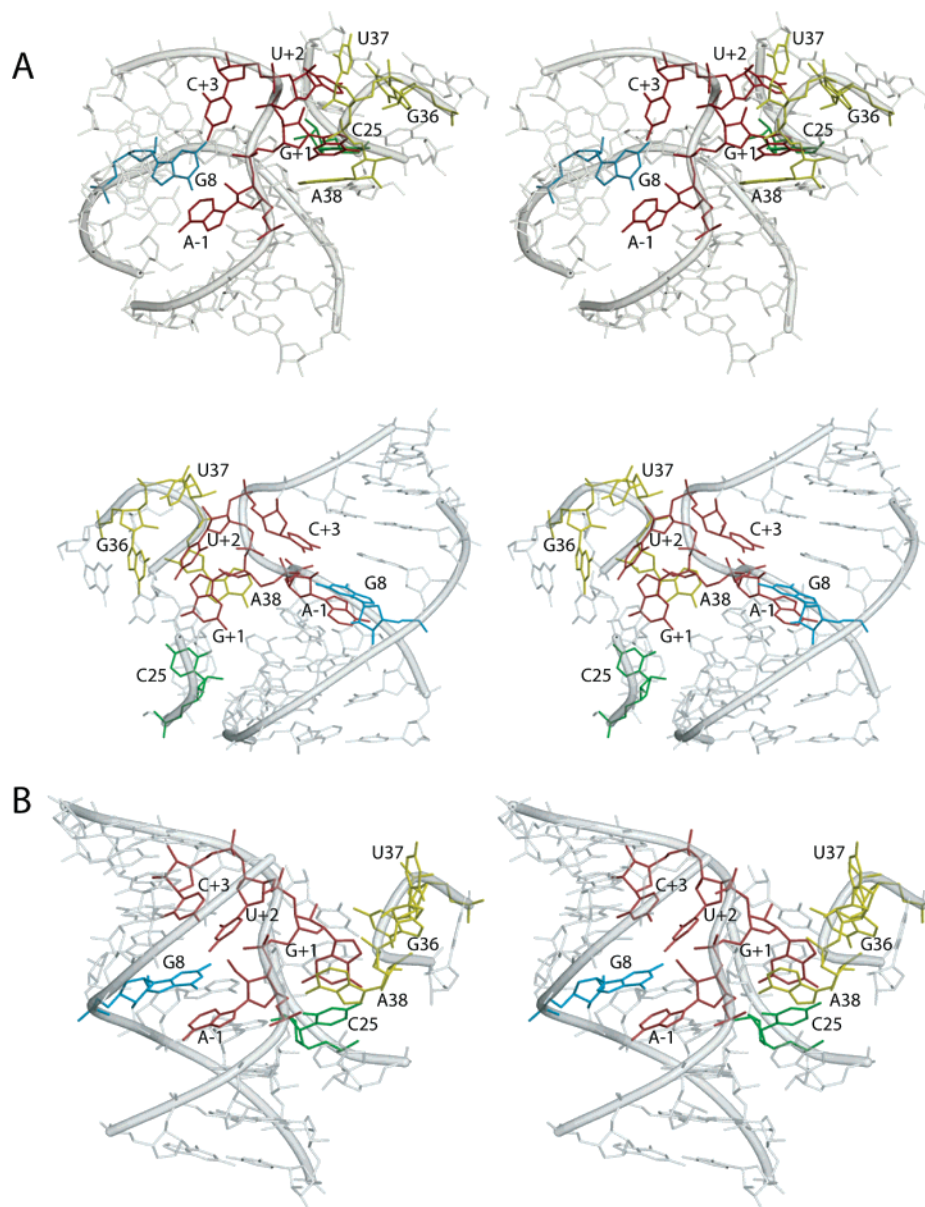 A
U37 U37
U+2 U+2
C+3 C+3
G36 G36
C25 C25
G+1 G+1
G8 G8
A38 A38
A-1 A-1
U37 U37
C+3 C+3
G36 U+2 G36 U+2
G8 G8
A38 A38
A-1 A-1
G+1 G+1
C25 C25
B
U37 U37
C+3 C+3
U+2 U+2
G+1 G36 G+1 G36
G8 G8
A38 A38
C25 C25
A-1 A-1